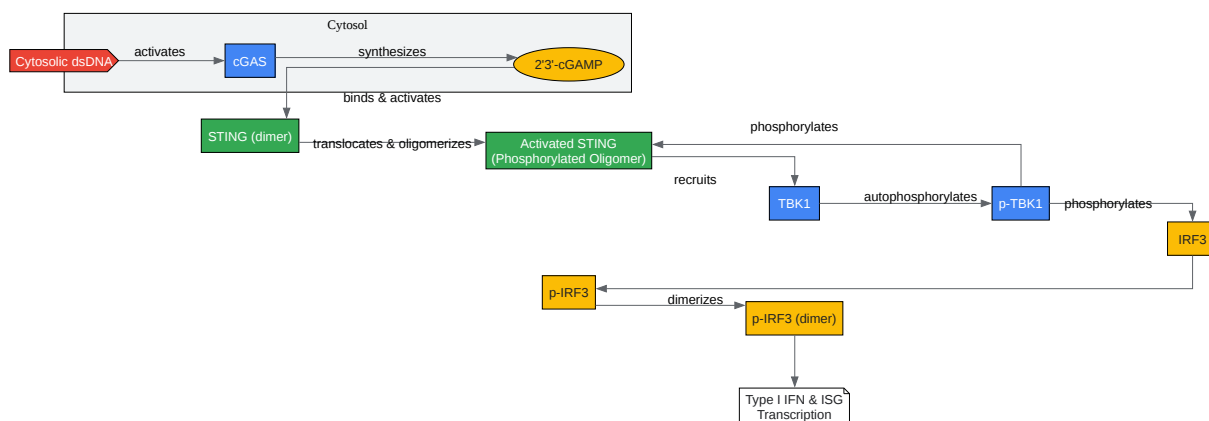 Cytosol
Cytosolic dsDNA
activates
cGAS
synthesizes
2'3'-cGAMP
binds & activates
STING (dimer)
translocates & oligomerizes
Activated STING
(Phosphorylated Oligomer)
phosphorylates
recruits
TBK1
autophosphorylates
p-TBK1
phosphorylates
IRF3
p-IRF3
dimerizes
p-IRF3 (dimer)
Type I IFN & ISG
Transcription